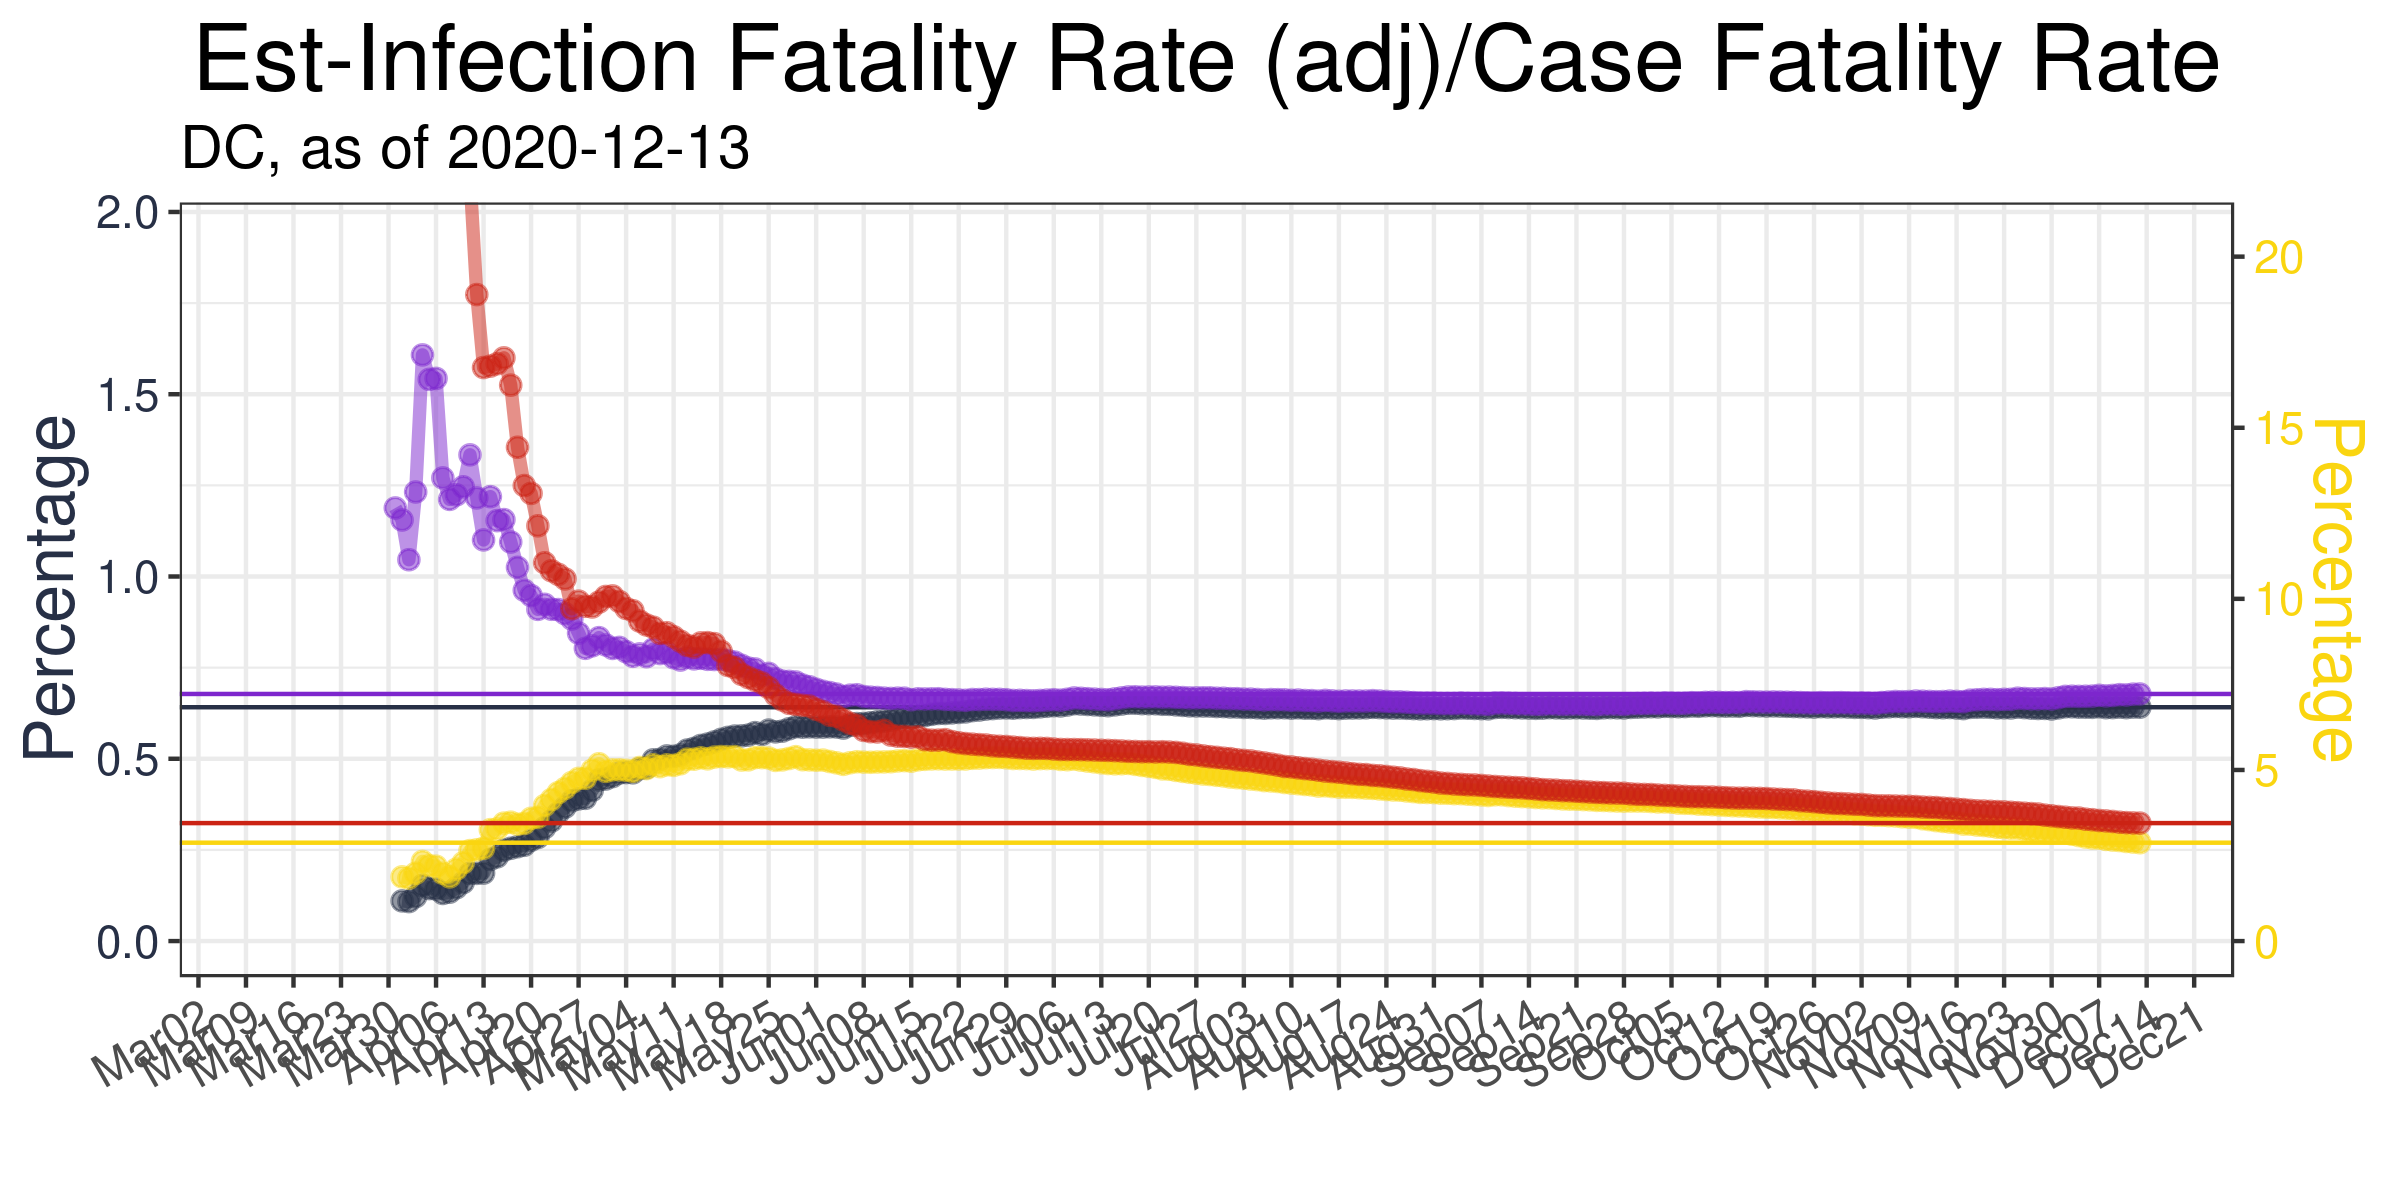 Est-Infection Fatality Rate (adj)/Case Fatality Rate
DC, as of 2020-12-13
Percentage
2.0
1.5
1.0
0.5
0.0
20
15
10
5
0
Percentage
Mar02
Mar09
Mar16
Mar23
Mar30
Apr06
Apr13
Apr20
Apr27
May04
May11
May18
May25
Jun01
Jun08
Jun15
Jun22
Jun29
Jul06
Jul13
Jul20
Jul27
Aug03
Aug10
Aug17
Aug24
Aug31
Sep07
Sep14
Sep21
Sep28
Oct05
Oct12
Oct19
Oct26
Nov02
Nov09
Nov16
Nov23
Nov30
Dec07
Dec14
Dec21